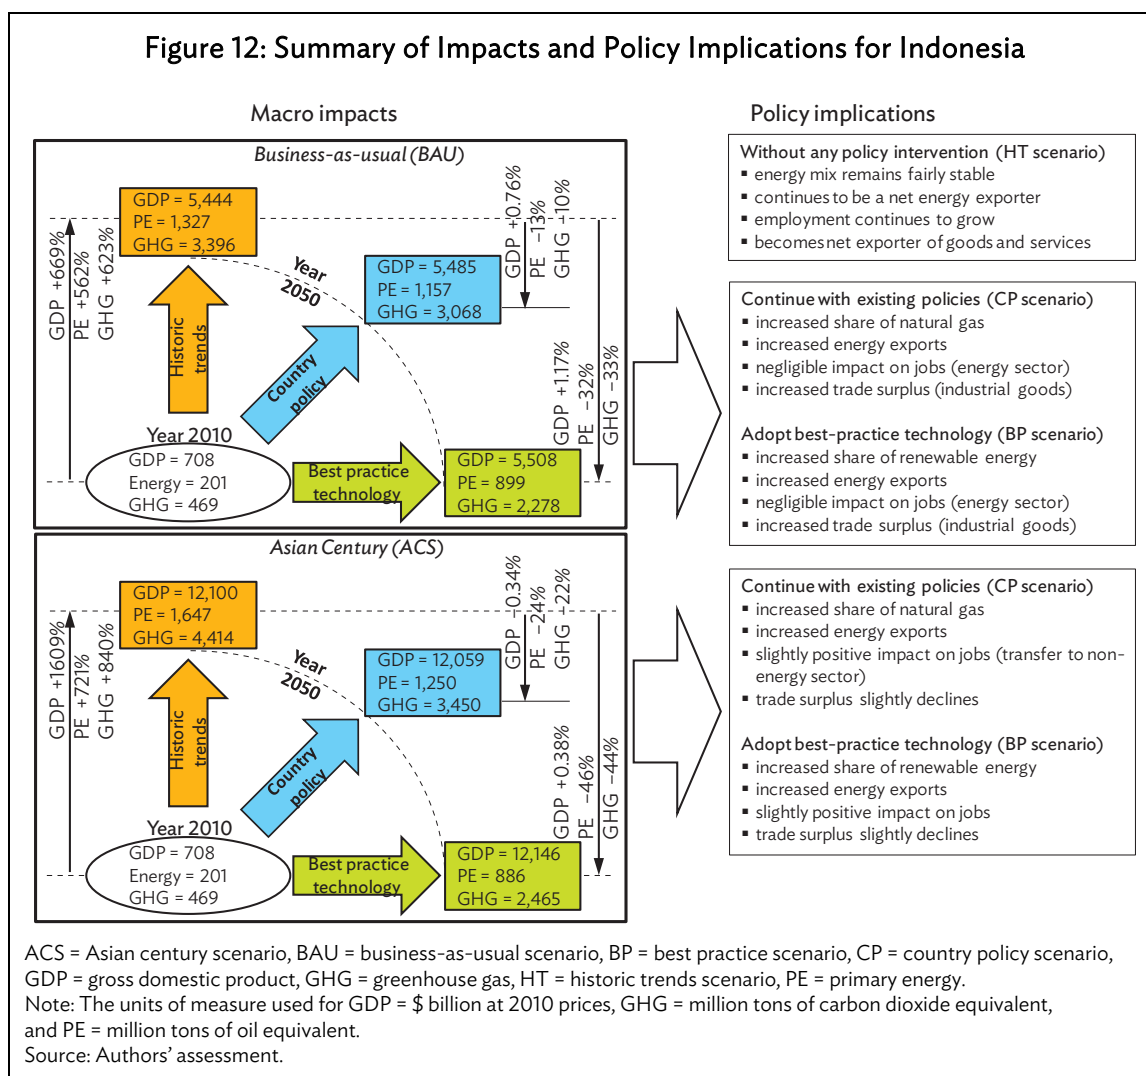 Figure 12: Summary of Impacts and Policy Implications for Indonesia
Macro impacts
Business-as-usual (BAU)
GDP = 5,444
PE = 1,327
GHG = 3,396
GDP +669%
PE +562%
GHG +623%
Historic
trends
Year
2050
Country
policy
GDP = 5,485
PE = 1,157
GHG = 3,068
GDP +0.76%
PE −13%
GHG −10%
GDP +1.17%
PE −32%
GHG −33%
Year 2010
GDP = 708
Energy = 201
GHG = 469
Best practice
technology
GDP = 5,508
PE = 899
GHG = 2,278
Asian Century (ACS)
GDP = 12,100
PE = 1,647
GHG = 4,414
GDP +1609%
PE +721%
GHG +840%
Historic
trends
Year
2050
Country
policy
GDP = 12,059
PE = 1,250
GHG = 3,450
GDP −0.34%
PE −24%
GHG −22%
GDP +0.38%
PE −46%
GHG −44%
Year 2010
GDP = 708
Energy = 201
GHG = 469
Best practice
technology
GDP = 12,146
PE = 886
GHG = 2,465
Policy implications
Without any policy intervention (HT scenario)
▪ energy mix remains fairly stable
▪ continues to be a net energy exporter
▪ employment continues to grow
▪ becomes net exporter of goods and services
Continue with existing policies (CP scenario)
▪ increased share of natural gas
▪ increased energy exports
▪ negligible impact on jobs (energy sector)
▪ increased trade surplus (industrial goods)
Adopt best-practice technology (BP scenario)
▪ increased share of renewable energy
▪ increased energy exports
▪ negligible impact on jobs (energy sector)
▪ increased trade surplus (industrial goods)
Continue with existing policies (CP scenario)
▪ increased share of natural gas
▪ increased energy exports
▪ slightly positive impact on jobs (transfer to non-
energy sector)
▪ trade surplus slightly declines
Adopt best-practice technology (BP scenario)
▪ increased share of renewable energy
▪ increased energy exports
▪ slightly positive impact on jobs
▪ trade surplus slightly declines
ACS = Asian century scenario, BAU = business-as-usual scenario, BP = best practice scenario, CP = country policy scenario,
GDP = gross domestic product, GHG = greenhouse gas, HT = historic trends scenario, PE = primary energy.
Note: The units of measure used for GDP = $ billion at 2010 prices, GHG = million tons of carbon dioxide equivalent,
and PE = million tons of oil equivalent.
Source: Authors' assessment.